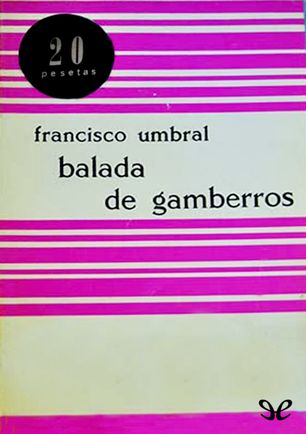 20
pesetas
francisco umbral
balada
de gamberros